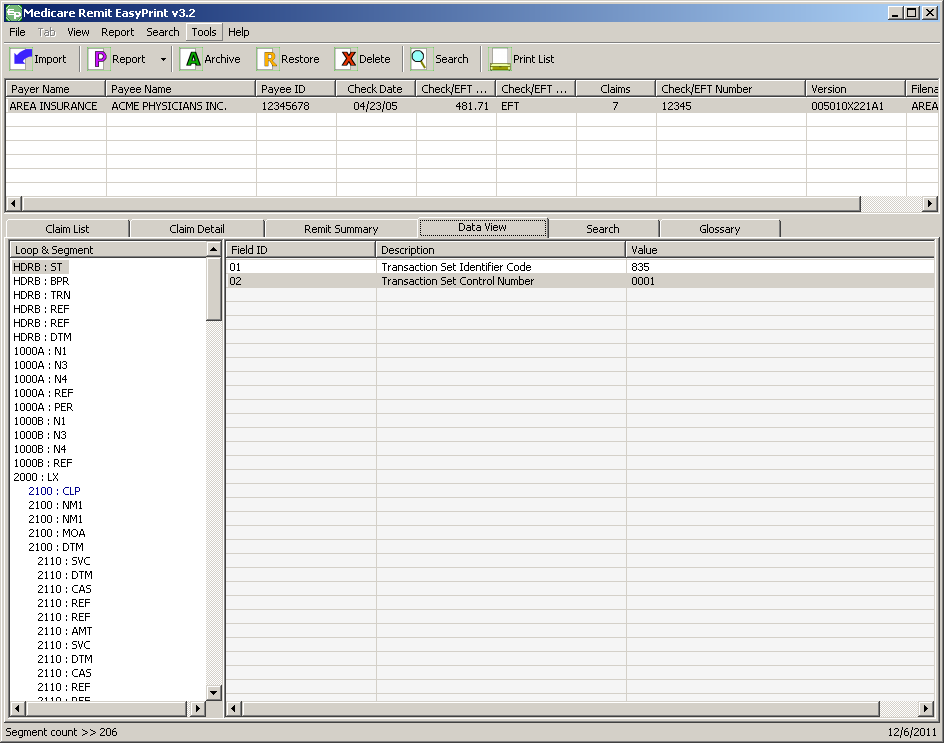 Medicare Remit EasyPrint v3.2
File Tab View Report Search Tools Help
Import Report Archive Restore Delete Search Print List
Payer Name Payee Name Payee ID Check Date Check/EFT ... Check/EFT ... Claims Check/EFT Number Version Filena
AREA INSURANCE ACME PHYSICIANS INC. 12345678 04/23/05 481.71 EFT 7 12345 005010X221A1 AREA
Claim List Claim Detail Remit Summary Data View Search Glossary
Loop & Segment Field ID Description Value
HDRB : ST 01 Transaction Set Identifier Code 835
HDRB : BPR 02 Transaction Set Control Number 0001
HDRB : TRN
HDRB : REF
HDRB : REF
HDRB : DTM
1000A : N1
1000A : N3
1000A : N4
1000A : REF
1000A : PER
1000B : N1
1000B : N3
1000B : N4
1000B : REF
2000 : LX
2100 : CLP
2100 : NM1
2100 : NM1
2100 : MOA
2100 : DTM
2110 : SVC
2110 : DTM
2110 : CAS
2110 : REF
2110 : REF
2110 : AMT
2110 : SVC
2110 : DTM
2110 : CAS
2110 : REF
2110 : REF
Segment count >> 206 12/6/2011